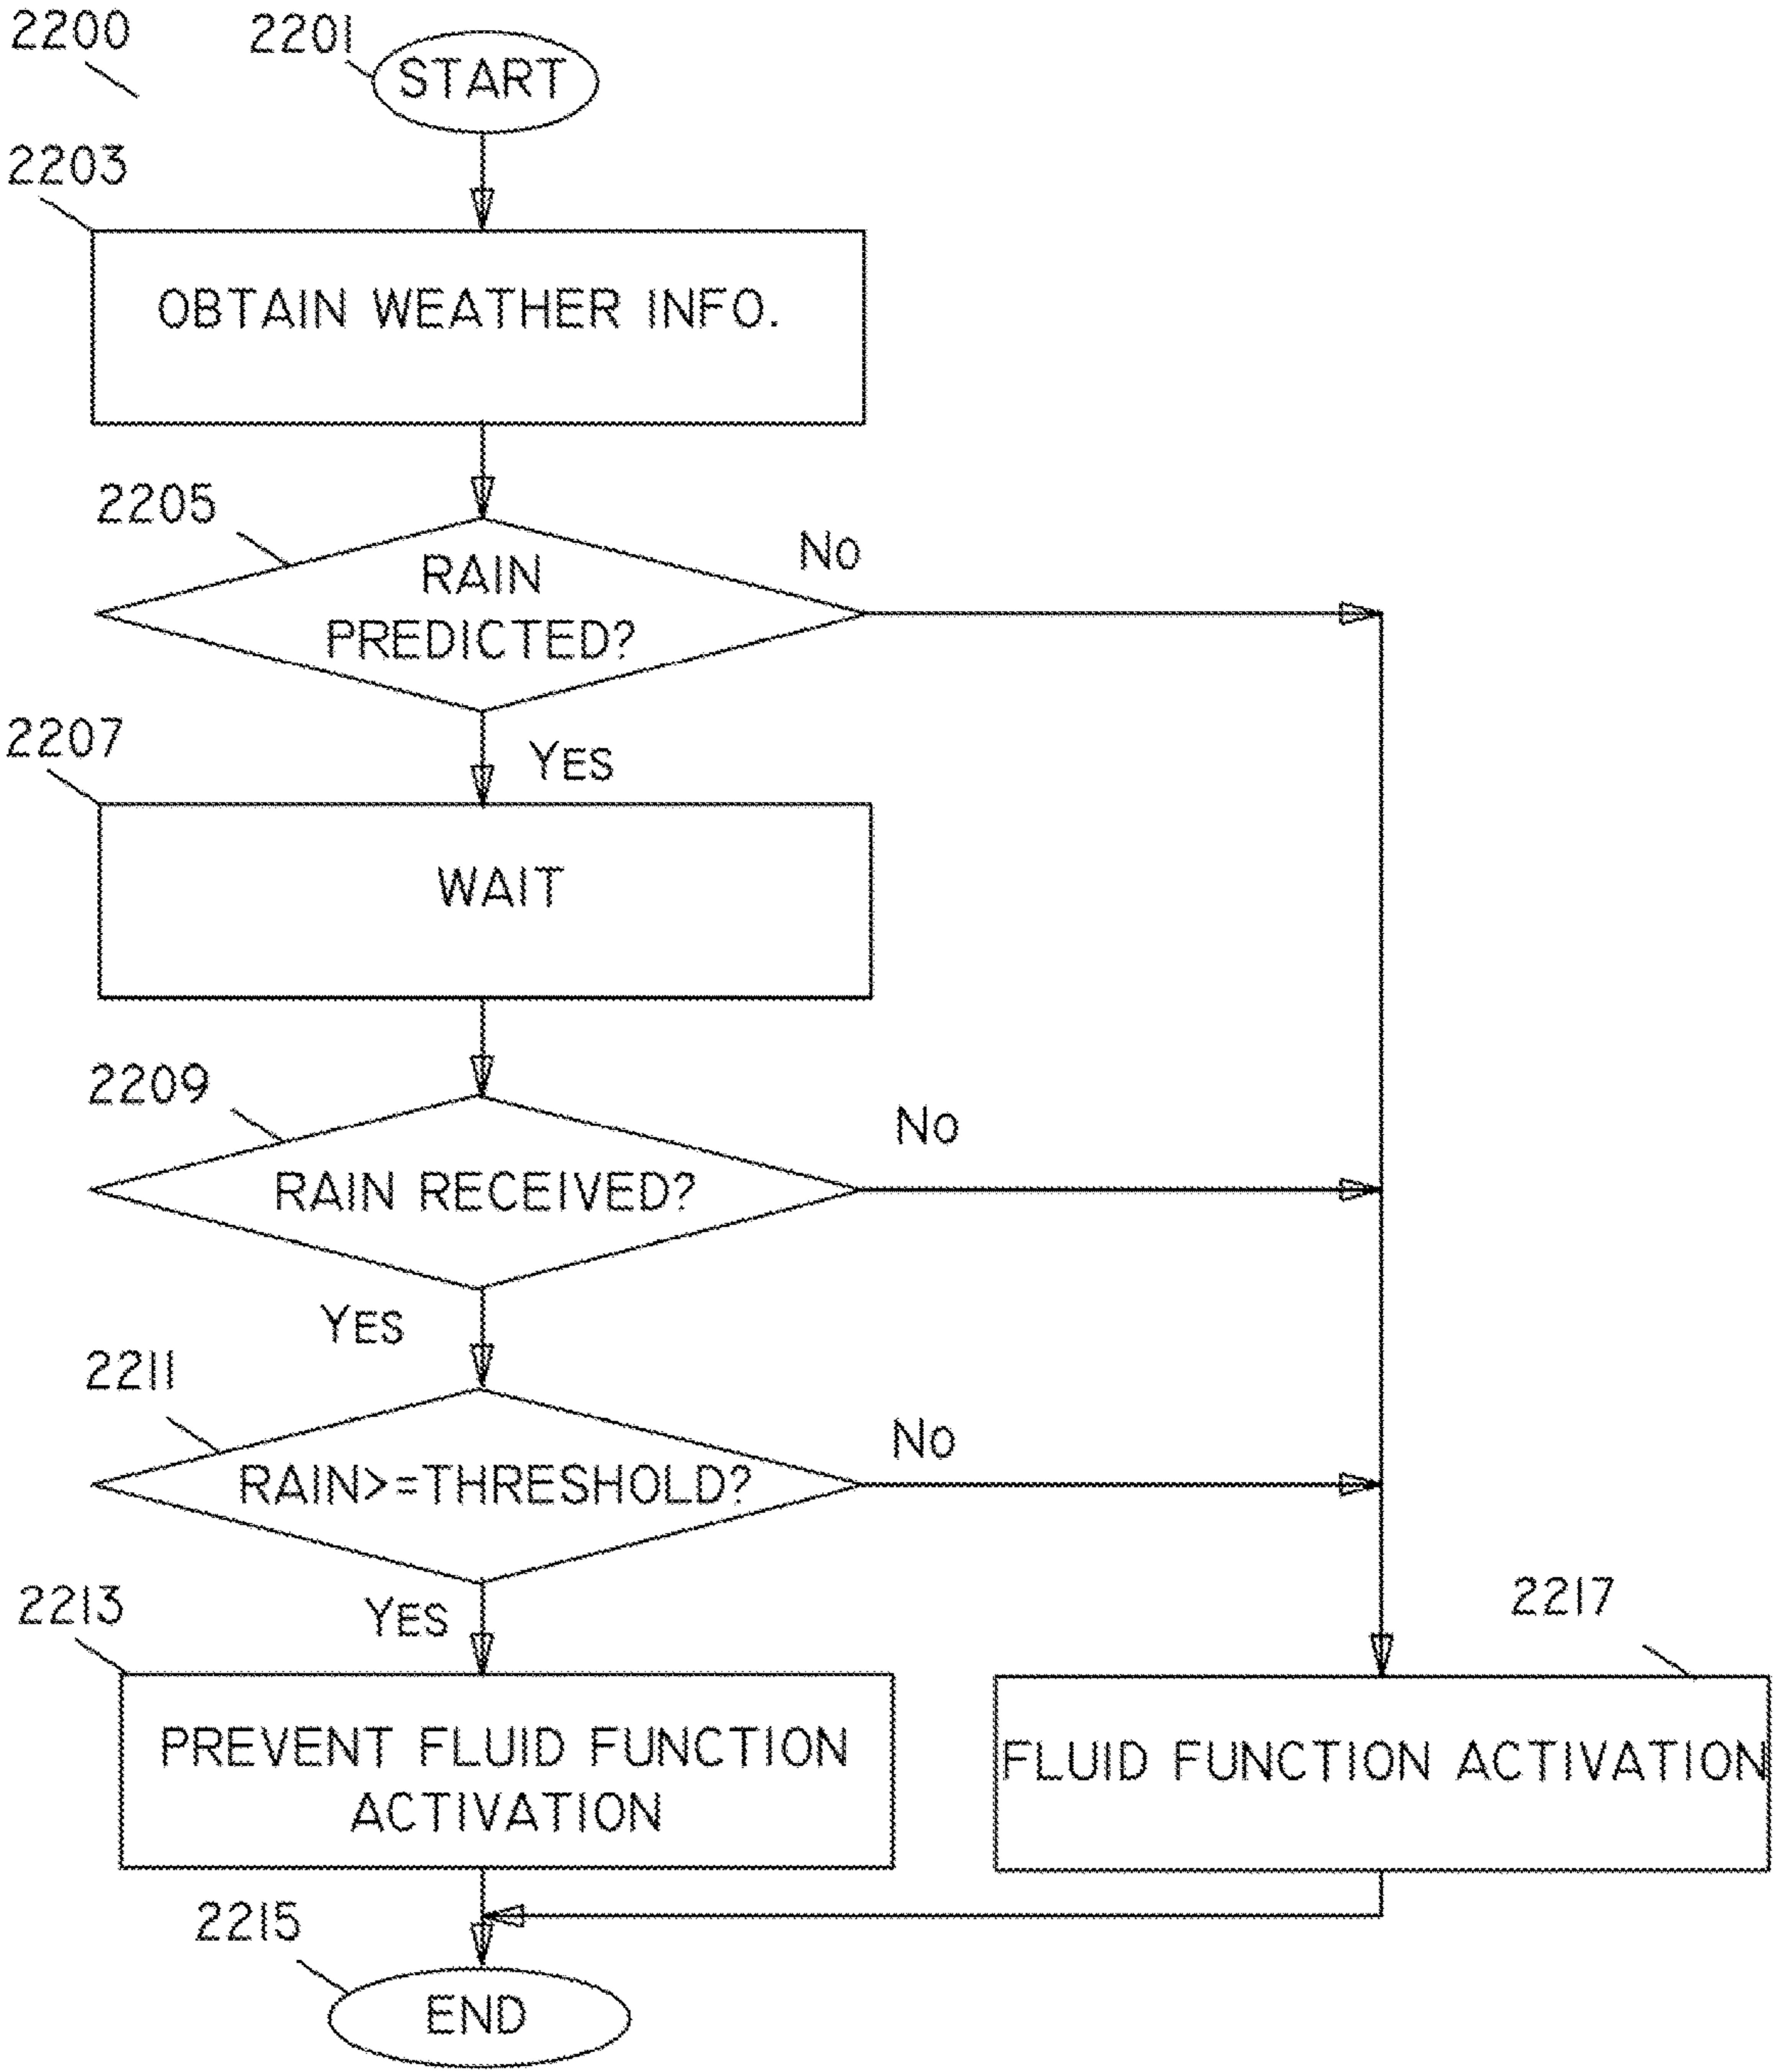 2200
2201
START
2203
OBTAIN WEATHER INFO.
2205
RAIN
PREDICTED?
No
2207
YES
WAIT
2209
No
RAIN RECEIVED?
YES
2211
No
RAIN>=THRESHOLD?
2213
YES
2217
PREVENT FLUID FUNCTION
ACTIVATION
FLUID FUNCTION ACTIVATION
2215
END